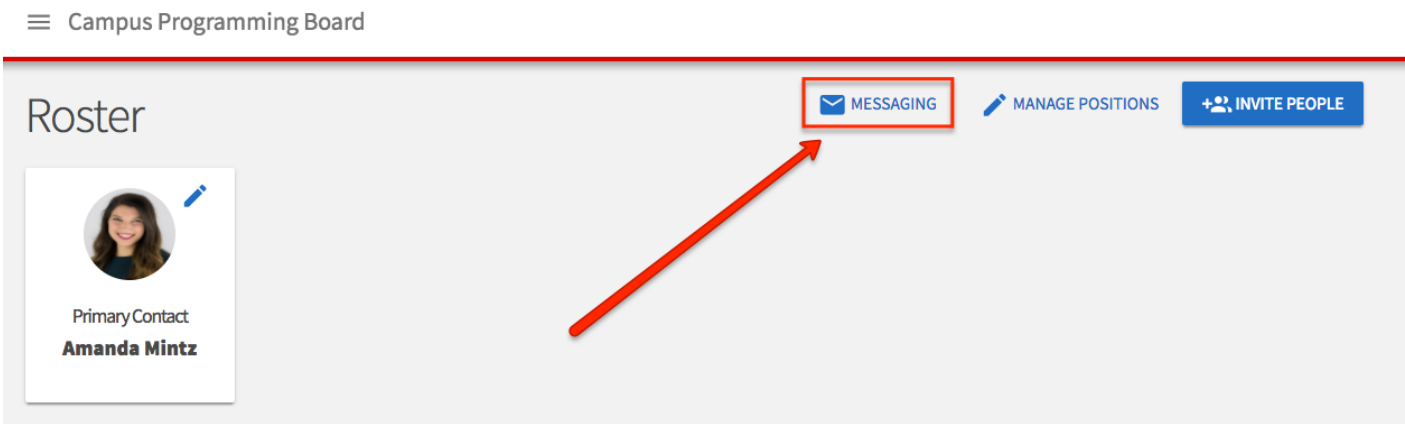 Campus Programming Board
Roster
MESSAGING
MANAGE POSITIONS
INVITE PEOPLE
Primary Contact
Amanda Mintz